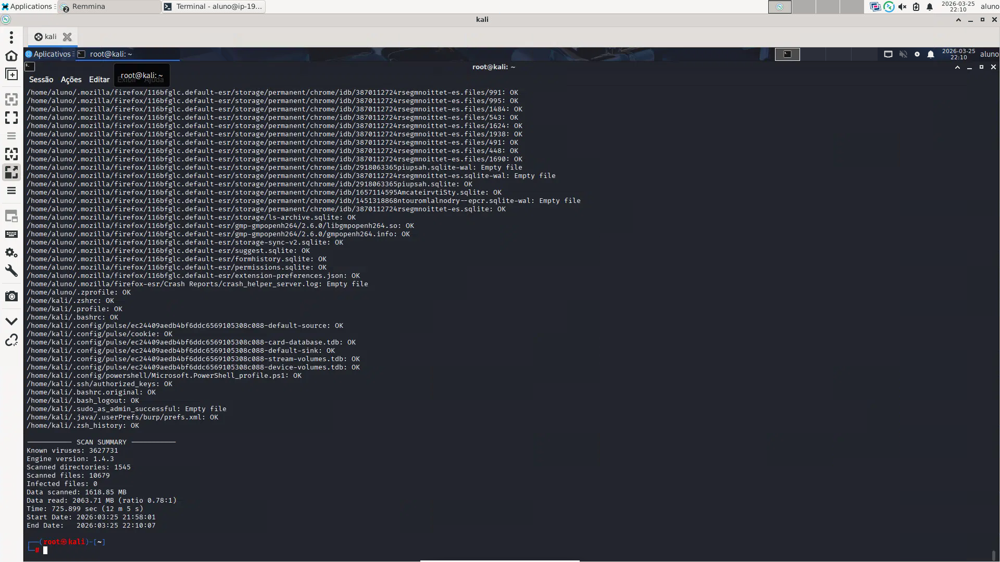 Applications
2
Remmina
Terminal - aluno@ip-19...
2026-03-25
22:10
aluno
kali
kali
Aplicativos
root@kali: ~
2026-03-25
22:10
aluno
root@kali: ~
Sessão Ações Editar Exibir Ajuda
root@kali: ~
/home/aluno/.mozilla/firefox/116bfglc.default-esr/storage/permanent/chrome/idb/3870112724rsegmnoittet-es.files/991: OK
/home/aluno/.mozilla/firefox/116bfglc.default-esr/storage/permanent/chrome/idb/3870112724rsegmnoittet-es.files/995: OK
/home/aluno/.mozilla/firefox/116bfglc.default-esr/storage/permanent/chrome/idb/3870112724rsegmnoittet-es.files/1484: OK
/home/aluno/.mozilla/firefox/116bfglc.default-esr/storage/permanent/chrome/idb/3870112724rsegmnoittet-es.files/543: OK
/home/aluno/.mozilla/firefox/116bfglc.default-esr/storage/permanent/chrome/idb/3870112724rsegmnoittet-es.files/1624: OK
/home/aluno/.mozilla/firefox/116bfglc.default-esr/storage/permanent/chrome/idb/3870112724rsegmnoittet-es.files/1938: OK
/home/aluno/.mozilla/firefox/116bfglc.default-esr/storage/permanent/chrome/idb/3870112724rsegmnoittet-es.files/491: OK
/home/aluno/.mozilla/firefox/116bfglc.default-esr/storage/permanent/chrome/idb/3870112724rsegmnoittet-es.files/448: OK
/home/aluno/.mozilla/firefox/116bfglc.default-esr/storage/permanent/chrome/idb/3870112724rsegmnoittet-es.files/1690: OK
/home/aluno/.mozilla/firefox/116bfglc.default-esr/storage/permanent/chrome/idb/2918063365piupsah.sqlite-wal: Empty file
/home/aluno/.mozilla/firefox/116bfglc.default-esr/storage/permanent/chrome/idb/3870112724rsegmnoittet-es.sqlite-wal: Empty file
/home/aluno/.mozilla/firefox/116bfglc.default-esr/storage/permanent/chrome/idb/2918063365piupsah.sqlite: OK
/home/aluno/.mozilla/firefox/116bfglc.default-esr/storage/permanent/chrome/idb/1657114595AmcateirvtiSty.sqlite: OK
/home/aluno/.mozilla/firefox/116bfglc.default-esr/storage/permanent/chrome/idb/1451318868ntouromlalnodry--epcr.sqlite-wal: Empty file
/home/aluno/.mozilla/firefox/116bfglc.default-esr/storage/permanent/chrome/idb/3870112724rsegmnoittet-es.sqlite: OK
/home/aluno/.mozilla/firefox/116bfglc.default-esr/storage/ls-archive.sqlite: OK
/home/aluno/.mozilla/firefox/116bfglc.default-esr/gmp-gmpopenh264/2.6.0/libgmpopenh264.so: OK
/home/aluno/.mozilla/firefox/116bfglc.default-esr/gmp-gmpopenh264/2.6.0/gmpopenh264.info: OK
/home/aluno/.mozilla/firefox/116bfglc.default-esr/storage-sync-v2.sqlite: OK
/home/aluno/.mozilla/firefox/116bfglc.default-esr/suggest.sqlite: OK
/home/aluno/.mozilla/firefox/116bfglc.default-esr/formhistory.sqlite: OK
/home/aluno/.mozilla/firefox/116bfglc.default-esr/permissions.sqlite: OK
/home/aluno/.mozilla/firefox/116bfglc.default-esr/extension-preferences.json: OK
/home/aluno/.mozilla/firefox-esr/Crash Reports/crash_helper_server.log: Empty file
/home/aluno/.zprofile: OK
/home/kali/.zshrc: OK
/home/kali/.profile: OK
/home/kali/.bashrc: OK
/home/kali/.config/pulse/ec24409aedb4bf6ddc6569105308c088-default-source: OK
/home/kali/.config/pulse/cookie: OK
/home/kali/.config/pulse/ec24409aedb4bf6ddc6569105308c088-card-database.tdb: OK
/home/kali/.config/pulse/ec24409aedb4bf6ddc6569105308c088-default-sink: OK
/home/kali/.config/pulse/ec24409aedb4bf6ddc6569105308c088-stream-volumes.tdb: OK
/home/kali/.config/pulse/ec24409aedb4bf6ddc6569105308c088-device-volumes.tdb: OK
/home/kali/.config/powershell/Microsoft.PowerShell_profile.ps1: OK
/home/kali/.ssh/authorized_keys: OK
/home/kali/.bashrc.original: OK
/home/kali/.bash_logout: OK
/home/kali/.sudo_as_admin_successful: Empty file
/home/kali/.java/.userPrefs/burp/prefs.xml: OK
/home/kali/.zsh_history: OK
----------- SCAN SUMMARY -----------
Known viruses: 3627731
Engine version: 1.4.3
Scanned directories: 1545
Scanned files: 10679
Infected files: 0
Data scanned: 1618.85 MB
Data read: 2063.71 MB (ratio 0.78:1)
Time: 725.899 sec (12 m 5 s)
Start Date: 2026:03:25 21:58:01
End Date:   2026:03:25 22:10:07
┌──(root㉿kali)-[~]
└─#